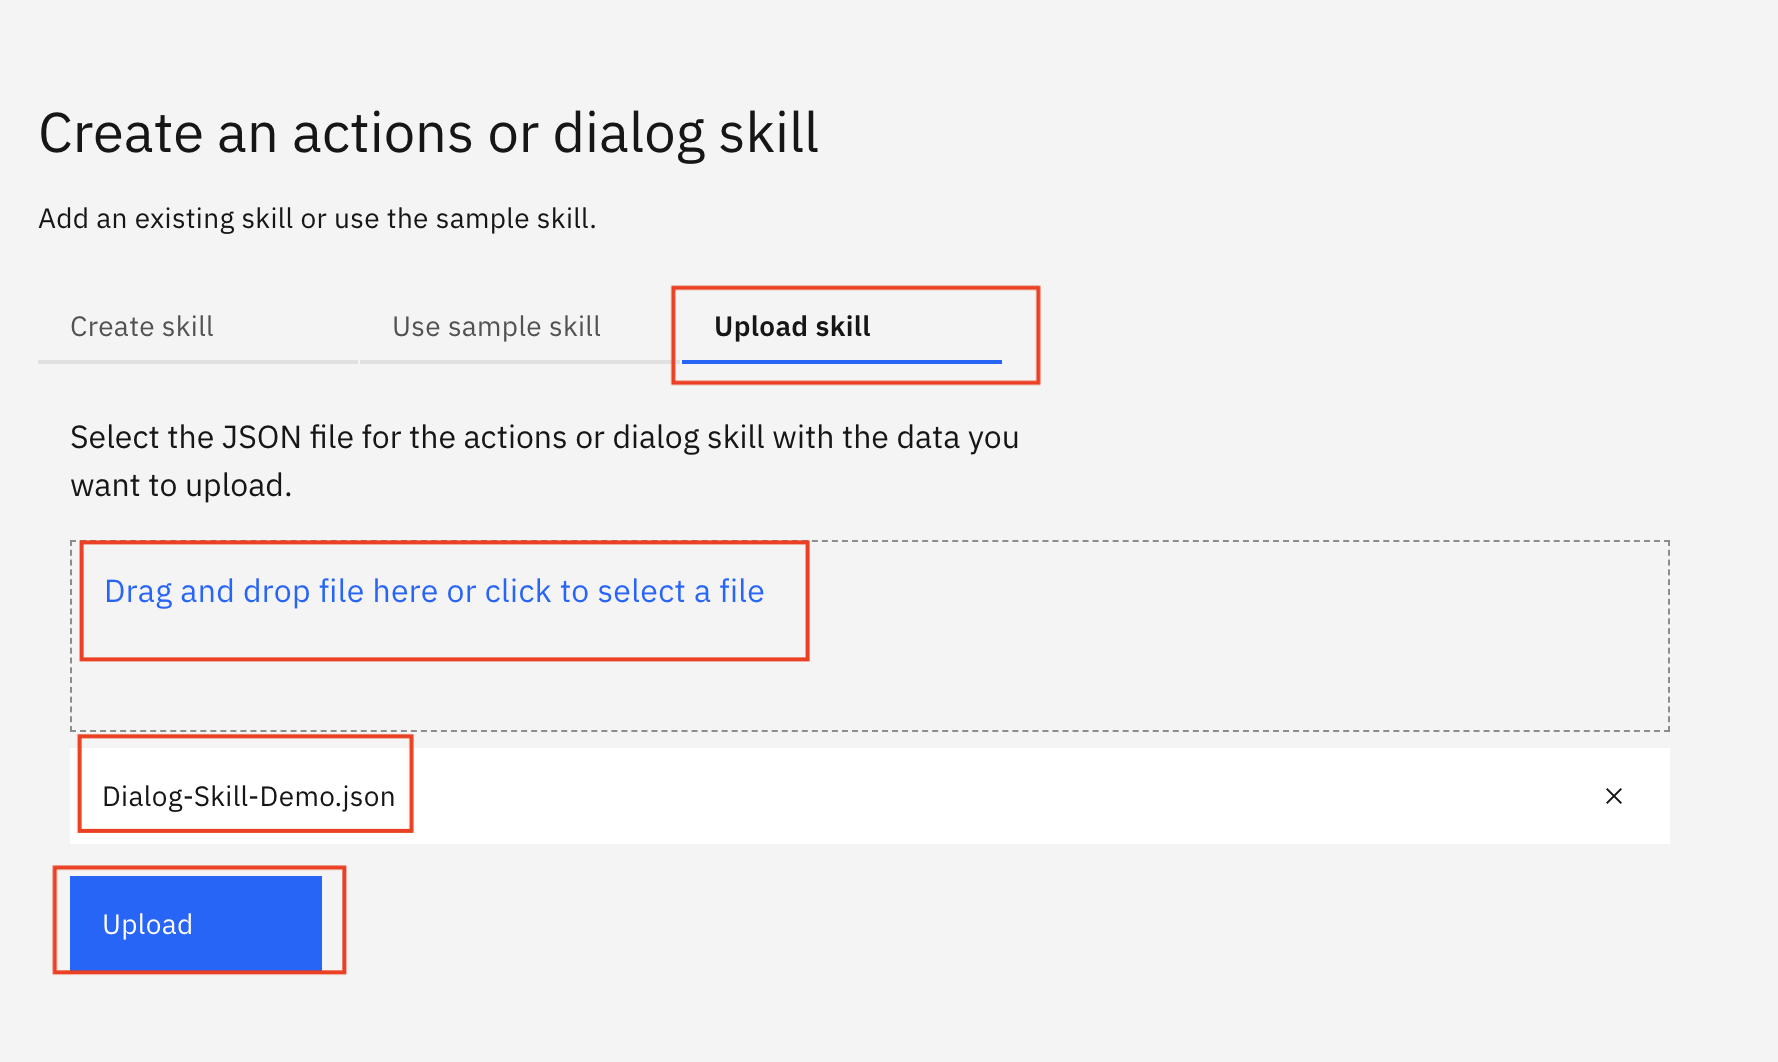 Create an actions or dialog skill
Add an existing skill or use the sample skill.
Create skill
Use sample skill
Upload skill
Select the JSON file for the actions or dialog skill with the data you
want to upload.
Drag and drop file here or click to select a file
Dialog-Skill-Demo.json
Upload